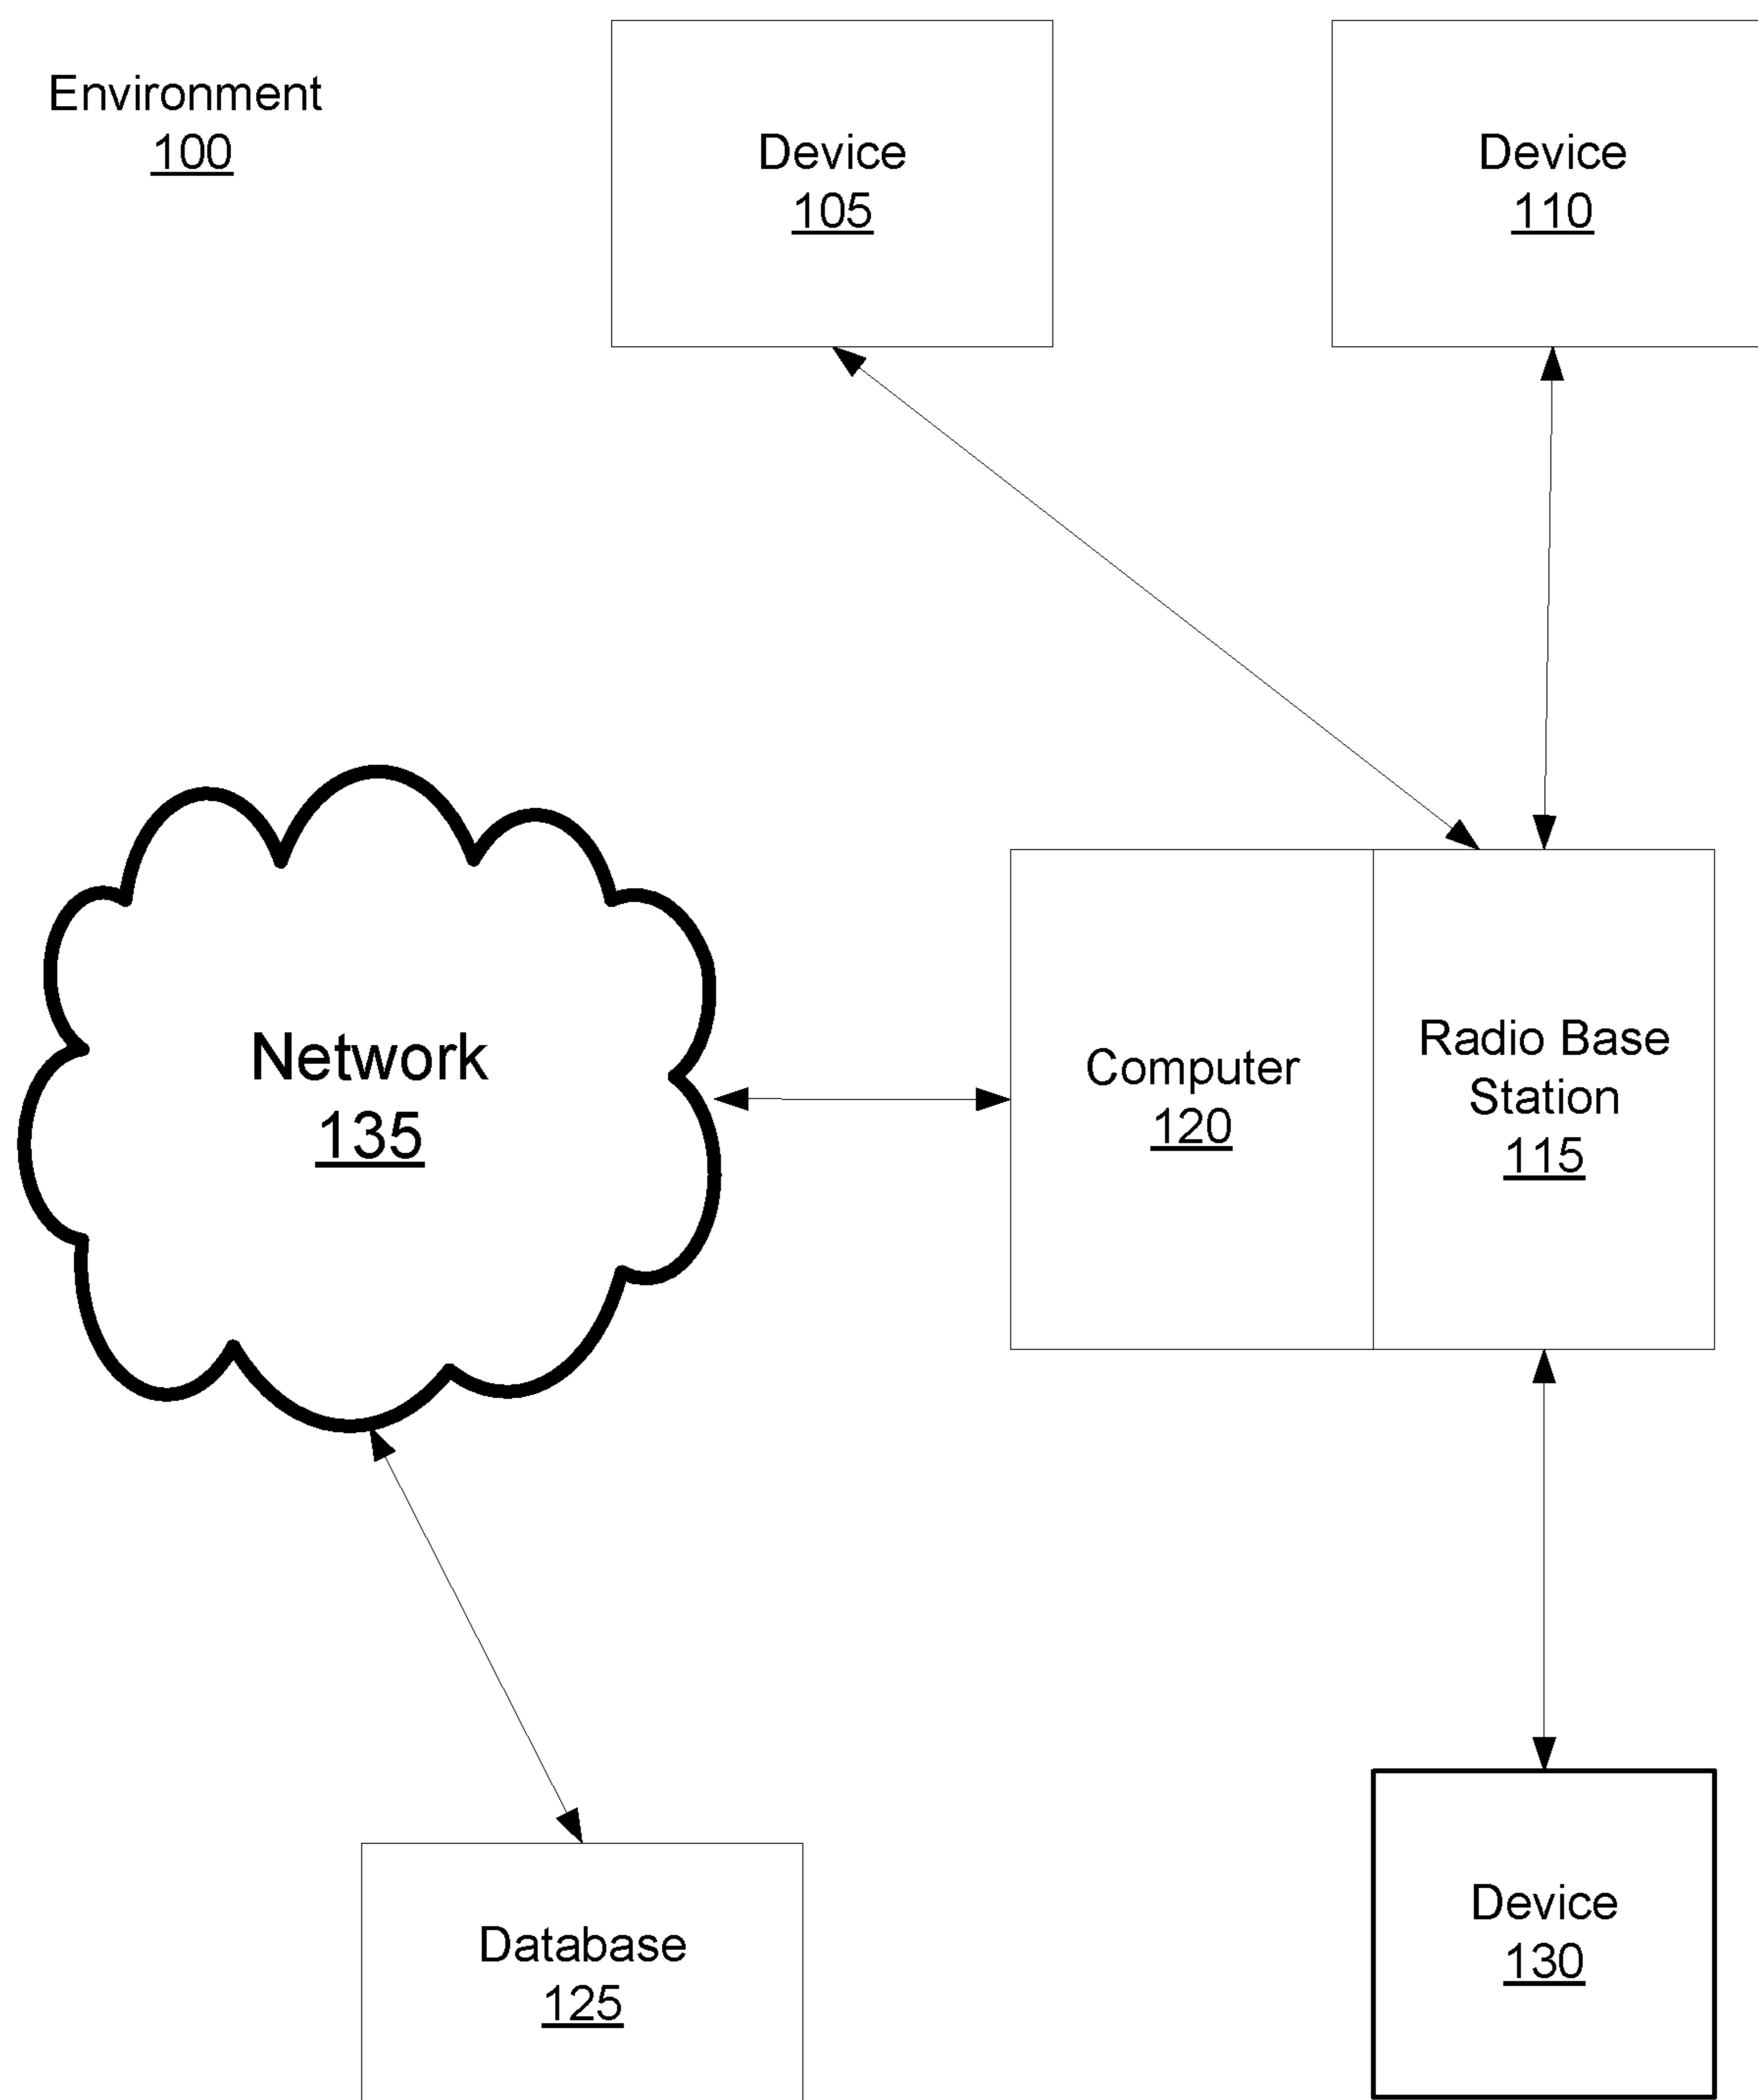 Environment
100
Device
105
Device
110
Network
135
Computer
120
Radio Base
Station
115
Database
125
Device
130